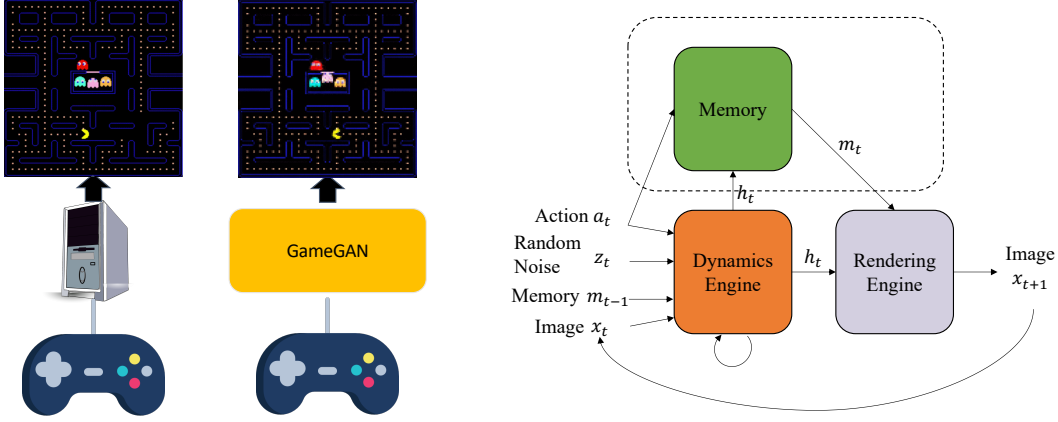 GameGAN
Memory
m_t
h_t
Action a_t
Random
Noise z_t
Memory m_{t−1}
Image x_t
Dynamics
Engine
h_t
Rendering
Engine
Image
x_{t+1}